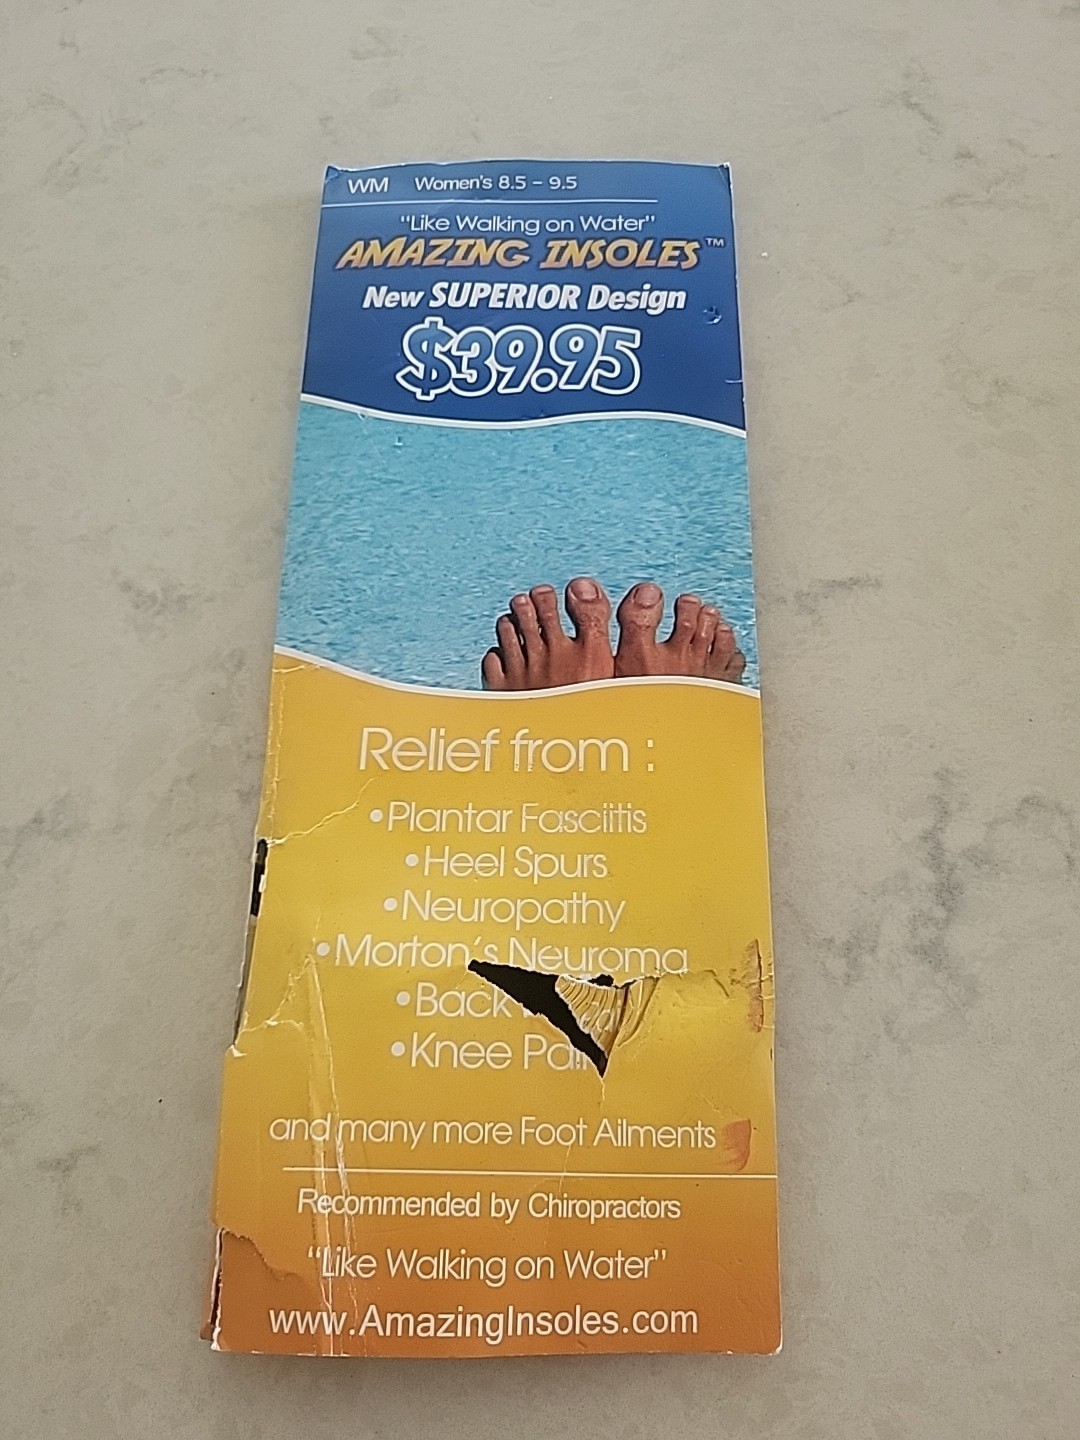 WM Women's 8.5 – 9.5
"Like Walking on Water"
AMAZING INSOLES™
New SUPERIOR Design
$39.95
Relief from :
•Plantar Fasciitis
•Heel Spurs
•Neuropathy
•Morton's Neuroma
•Back
•Knee Pain
and many more Foot Ailments
Recommended by Chiropractors
"Like Walking on Water"
www.AmazingInsoles.com